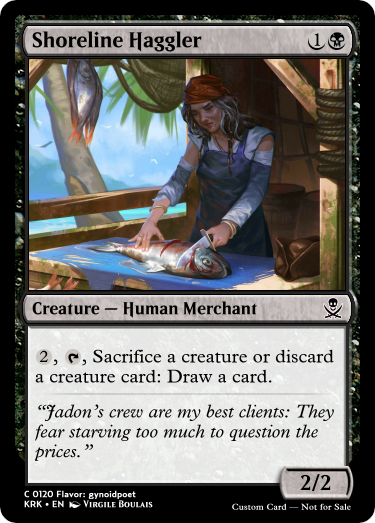 Shoreline Haggler 1
Creature — Human Merchant
2, , Sacrifice a creature or discard
a creature card: Draw a card.
“Jadon’s crew are my best clients: They
fear starving too much to question the
prices.”
2/2
C 0120 Flavor: gynoidpoet
KRK • EN Virgile Boulais
Custom Card — Not for Sale